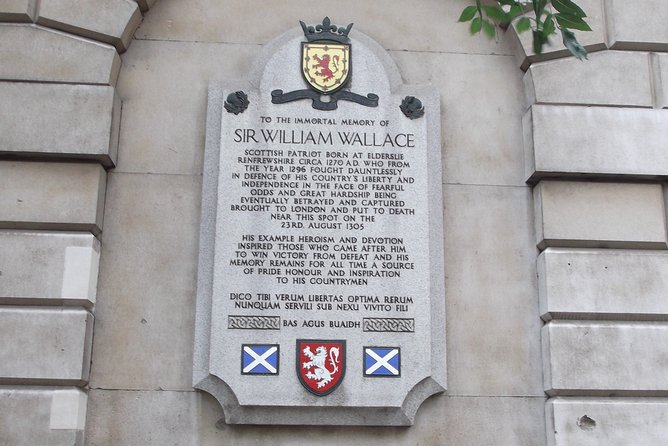 TO THE IMMORTAL MEMORY OF
SIR WILLIAM WALLACE
SCOTTISH PATRIOT BORN AT ELDERSLIE
RENFREWSHIRE CIRCA 1270 A.D. WHO FROM
THE YEAR 1296 FOUGHT DAUNTLESSLY
IN DEFENCE OF HIS COUNTRY'S LIBERTY AND
INDEPENDENCE IN THE FACE OF FEARFUL
ODDS AND GREAT HARDSHIP BEING
EVENTUALLY BETRAYED AND CAPTURED
BROUGHT TO LONDON AND PUT TO DEATH
NEAR THIS SPOT ON THE
23RD. AUGUST 1305
HIS EXAMPLE HEROISM AND DEVOTION
INSPIRED THOSE WHO CAME AFTER HIM
TO WIN VICTORY FROM DEFEAT AND HIS
MEMORY REMAINS FOR ALL TIME A SOURCE
OF PRIDE HONOUR AND INSPIRATION
TO HIS COUNTRYMEN
DICO TIBI VERUM LIBERTAS OPTIMA RERUM
NUNQUAM SERVILI SUB NEXU VIVITO FILI
BAS AGUS BUAIDH